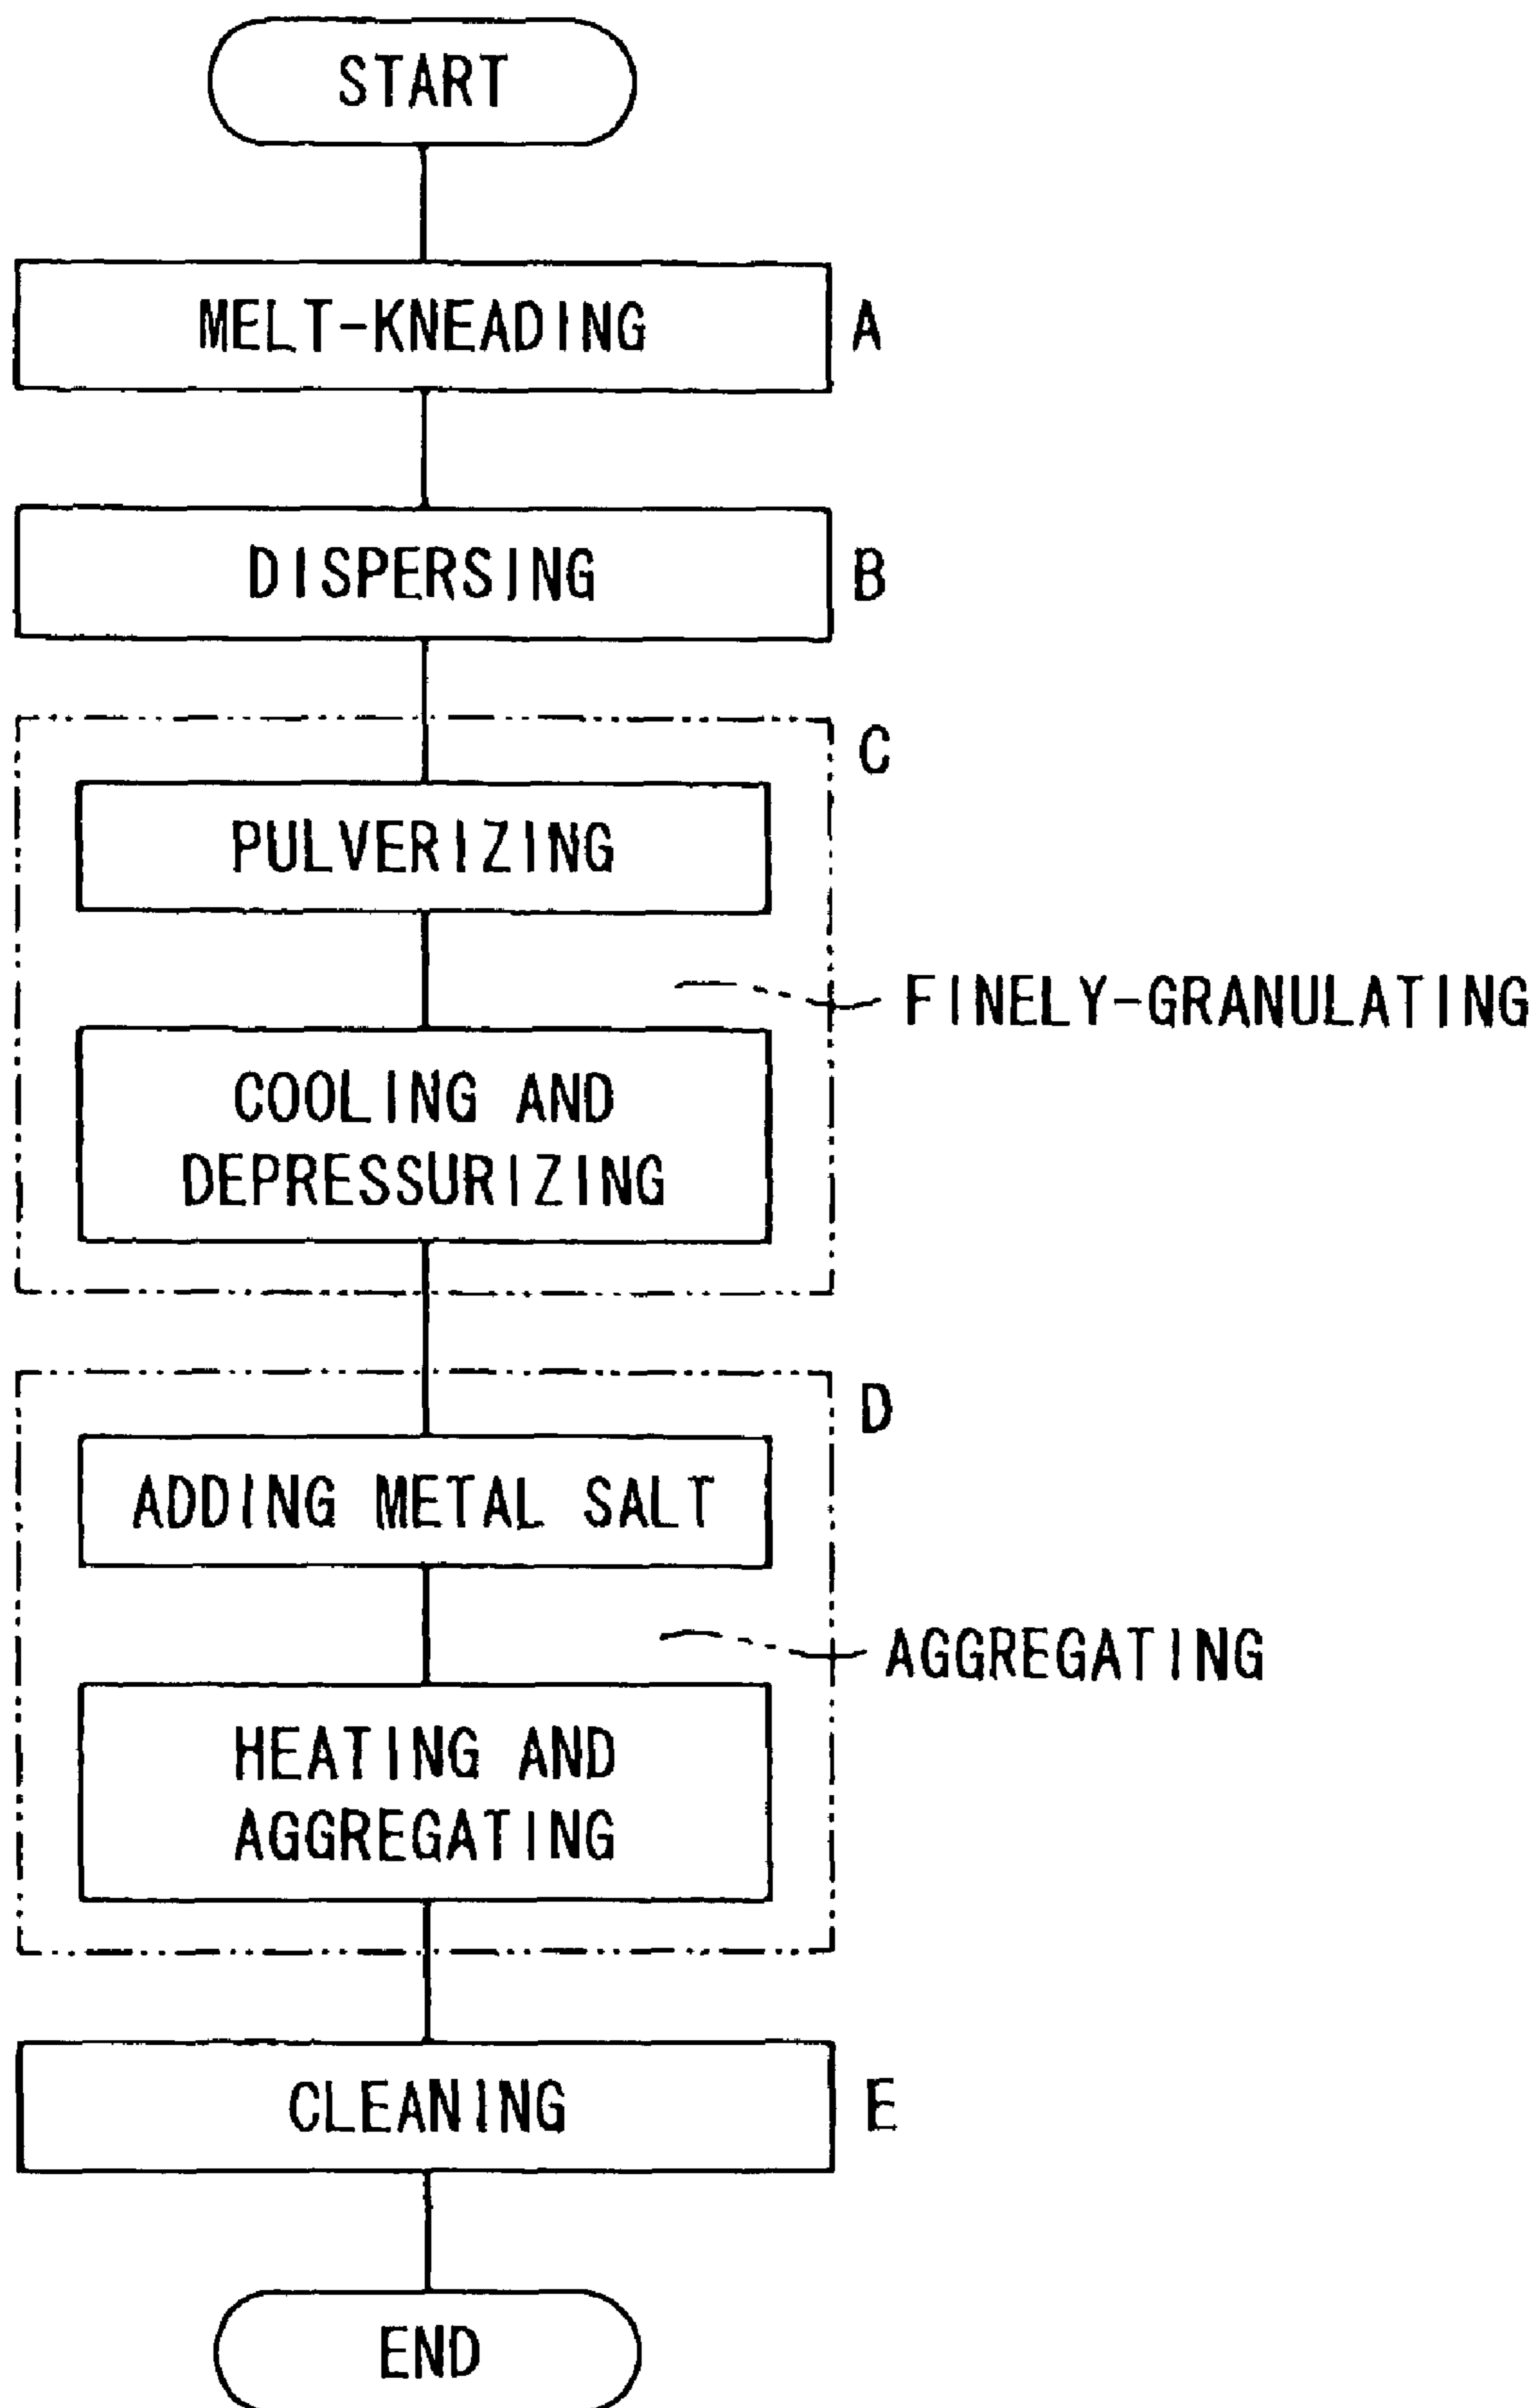 START
MELT-KNEADING
A
DISPERSING
B
C
PULVERIZING
FINELY-GRANULATING
COOLING AND
DEPRESSURIZING
D
ADDING METAL SALT
AGGREGATING
HEATING AND
AGGREGATING
CLEANING
E
END